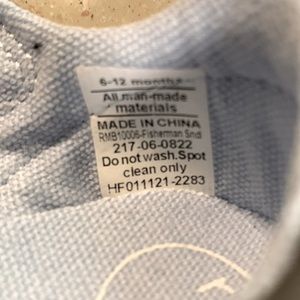 6-12 months
All man-made
materials
MADE IN CHINA
RMB10006-Fisherman Sndl
217-06-0822
Do not wash.Spot
clean only
HF011121-2283